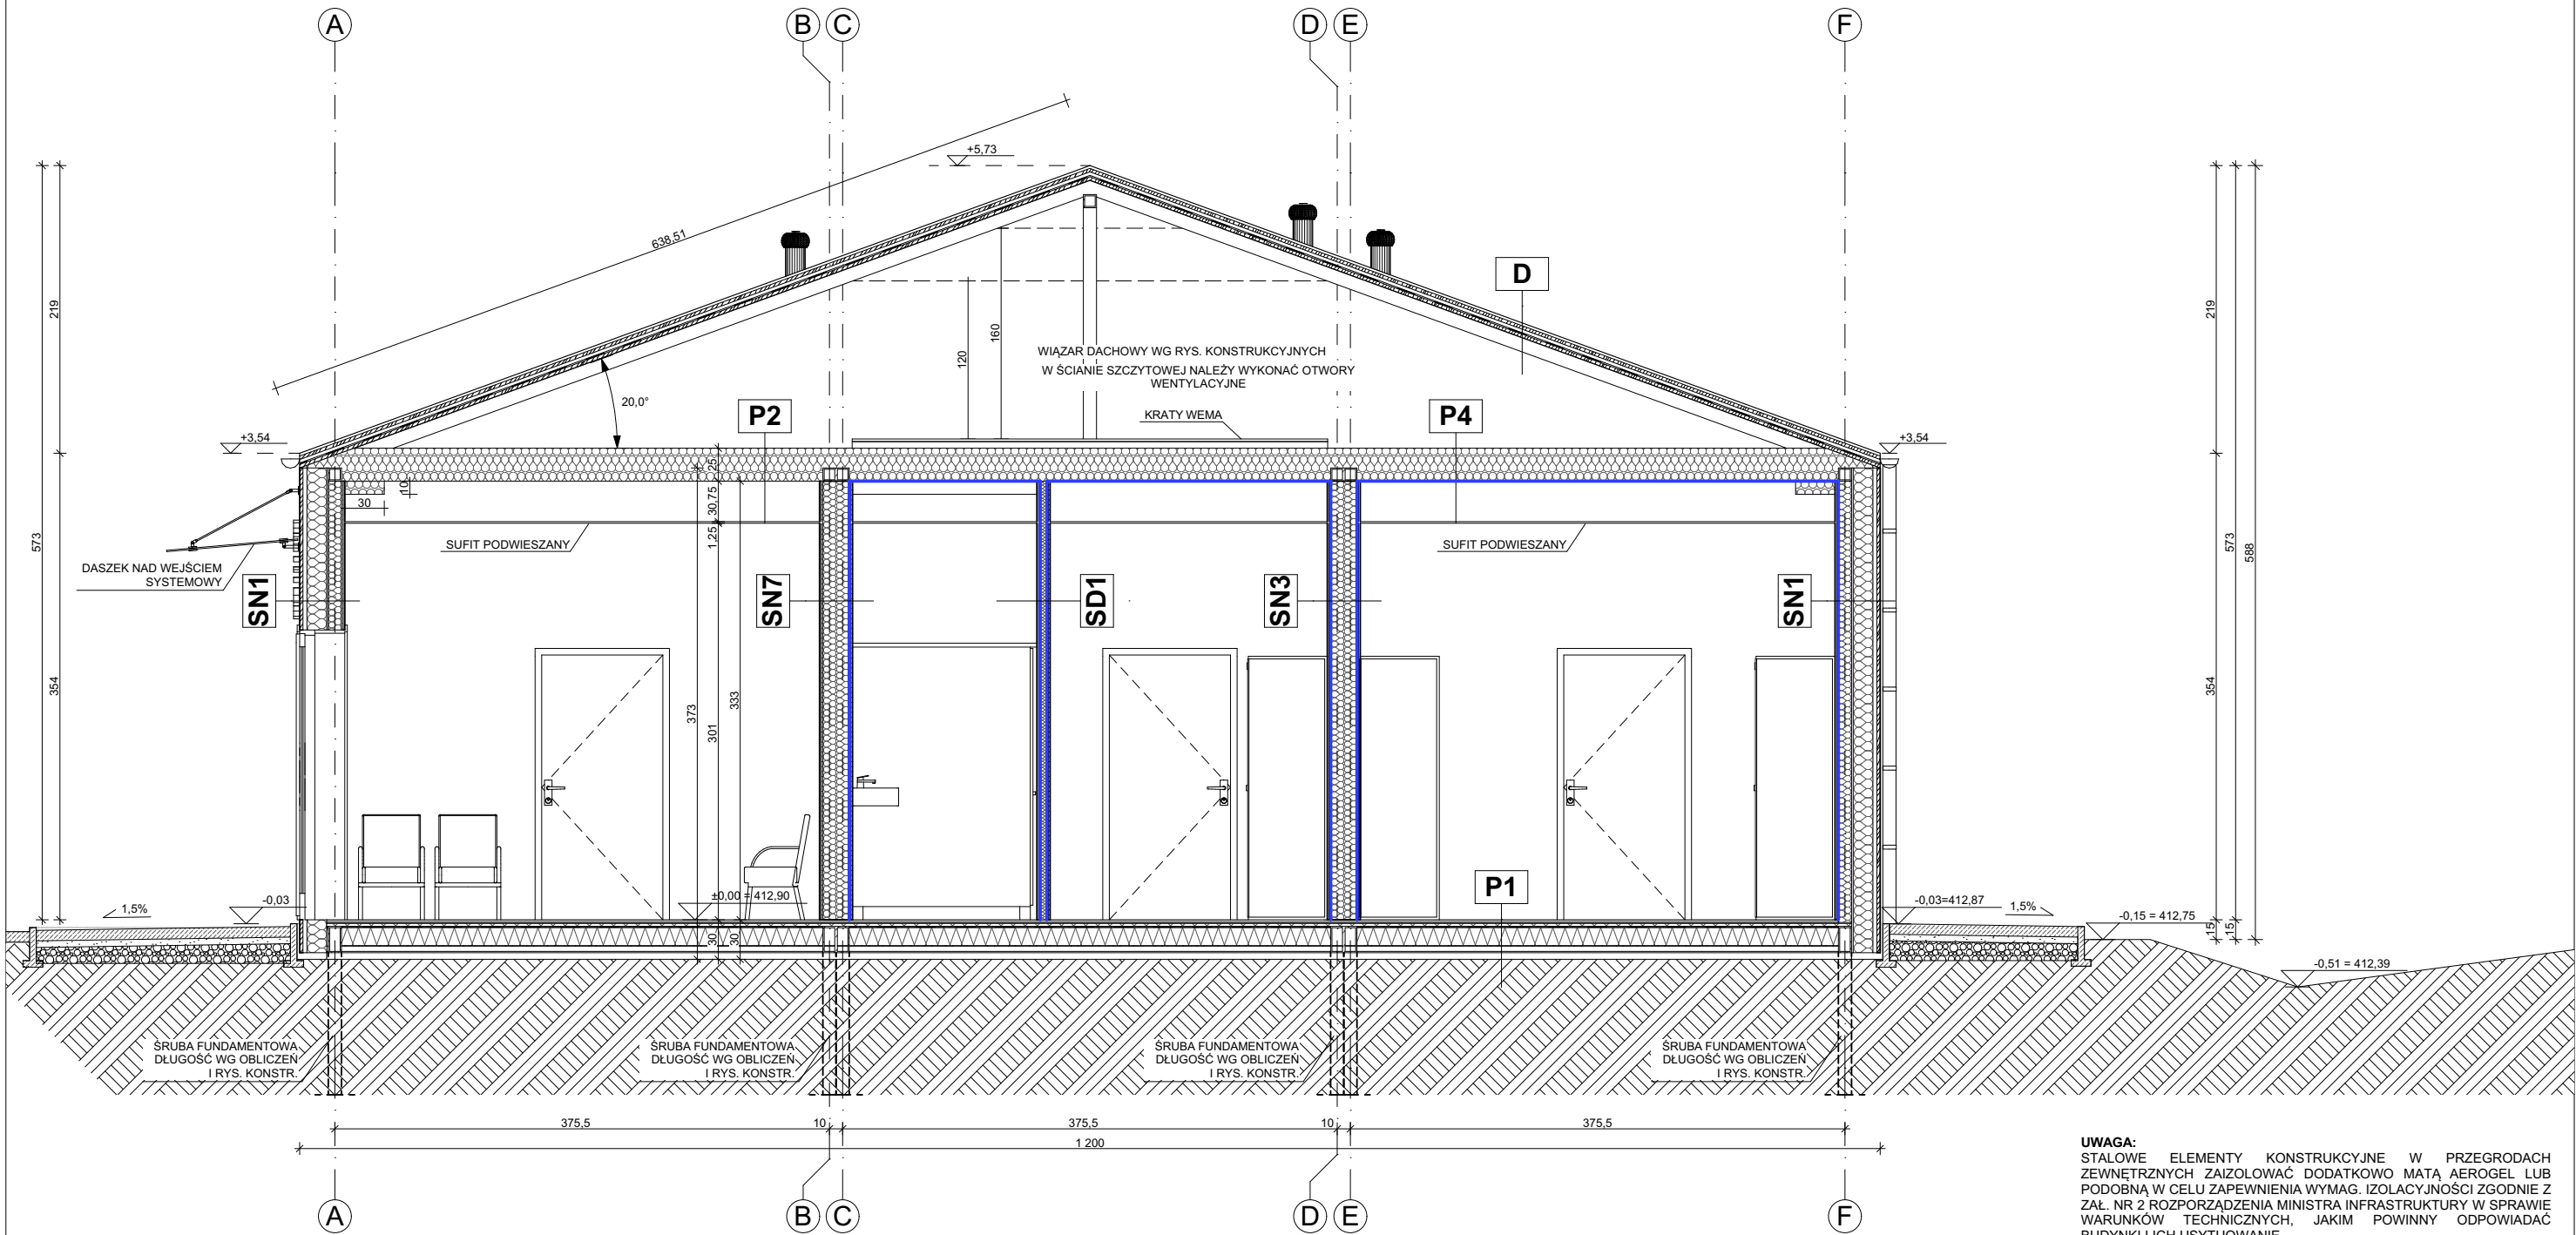 A
B
C
D
E
F
+5,73
638,51
D
219
219
160
120
WIĄZAR DACHOWY WG RYS. KONSTRUKCYJNYCH
W ŚCIANIE SZCZYTOWEJ NALEŻY WYKONAĆ OTWORY
WENTYLACYJNE
20,0°
P2
KRATY WEMA
P4
+3,54
+3,54
25
10
30
30,75
1,25
SUFIT PODWIESZANY
SUFIT PODWIESZANY
573
573
588
DASZEK NAD WEJŚCIEM
SYSTEMOWY
SN1
SN7
SD1
SN3
SN1
354
373
301
333
354
P1
±0,00 = 412,90
1,5%
-0,03
-0,03=412,87
1,5%
-0,15 = 412,75
15
15
30
30
-0,51 = 412,39
ŚRUBA FUNDAMENTOWA
DŁUGOŚĆ WG OBLICZEŃ
I RYS. KONSTR.
ŚRUBA FUNDAMENTOWA
DŁUGOŚĆ WG OBLICZEŃ
I RYS. KONSTR.
ŚRUBA FUNDAMENTOWA
DŁUGOŚĆ WG OBLICZEŃ
I RYS. KONSTR.
ŚRUBA FUNDAMENTOWA
DŁUGOŚĆ WG OBLICZEŃ
I RYS. KONSTR.
375,5
10
375,5
10
375,5
1 200
A
B
C
D
E
F
UWAGA:
STALOWE ELEMENTY KONSTRUKCYJNE W PRZEGRODACH
ZEWNĘTRZNYCH ZAIZOLOWAĆ DODATKOWO MATĄ AEROGEL LUB
PODOBNĄ W CELU ZAPEWNIENIA WYMAG. IZOLACYJNOŚCI ZGODNIE Z
ZAŁ. NR 2 ROZPORZĄDZENIA MINISTRA INFRASTRUKTURY W SPRAWIE
WARUNKÓW TECHNICZNYCH, JAKIM POWINNY ODPOWIADAĆ
BUDYNKI I ICH USYTUOWANIE